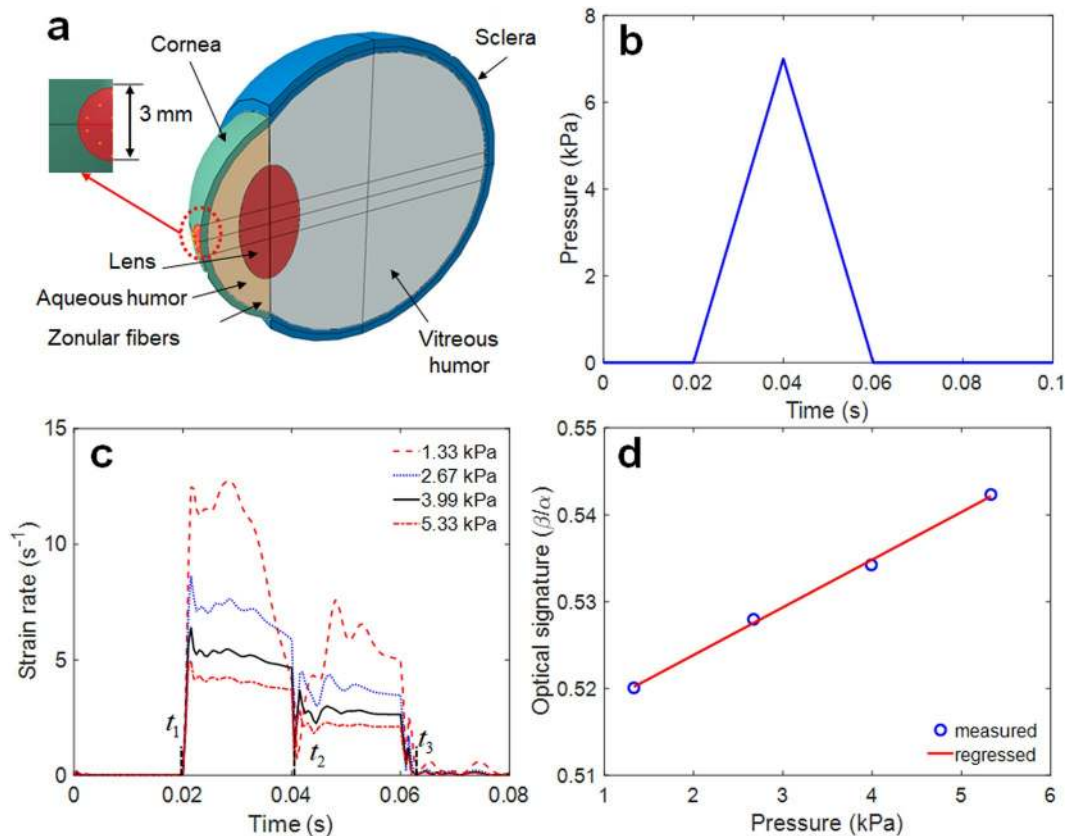 a
Cornea
Sclera
3 mm
Lens
Aqueous humor
Zonular fibers
Vitreous
humor
b
Pressure (kPa)
8
6
4
2
0
0 0.02 0.04 0.06 0.08 0.1
Time (s)
c
Strain rate (s⁻¹)
15
10
5
0
1.33 kPa
2.67 kPa
3.99 kPa
5.33 kPa
t₁
t₂
t₃
0 0.02 0.04 0.06 0.08
Time (s)
d
Optical signature (β/α)
0.55
0.54
0.53
0.52
0.51
measured
regressed
1 2 3 4 5 6
Pressure (kPa)